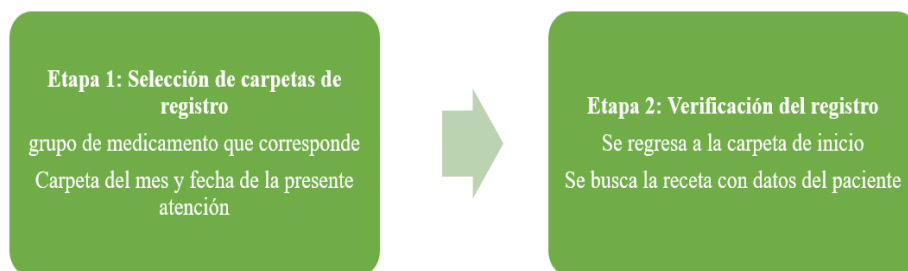 Etapa 1: Selección de carpetas de
registro
grupo de medicamento que corresponde
Carpeta del mes y fecha de la presente
atención
Etapa 2: Verificación del registro
Se regresa a la carpeta de inicio
Se busca la receta con datos del paciente